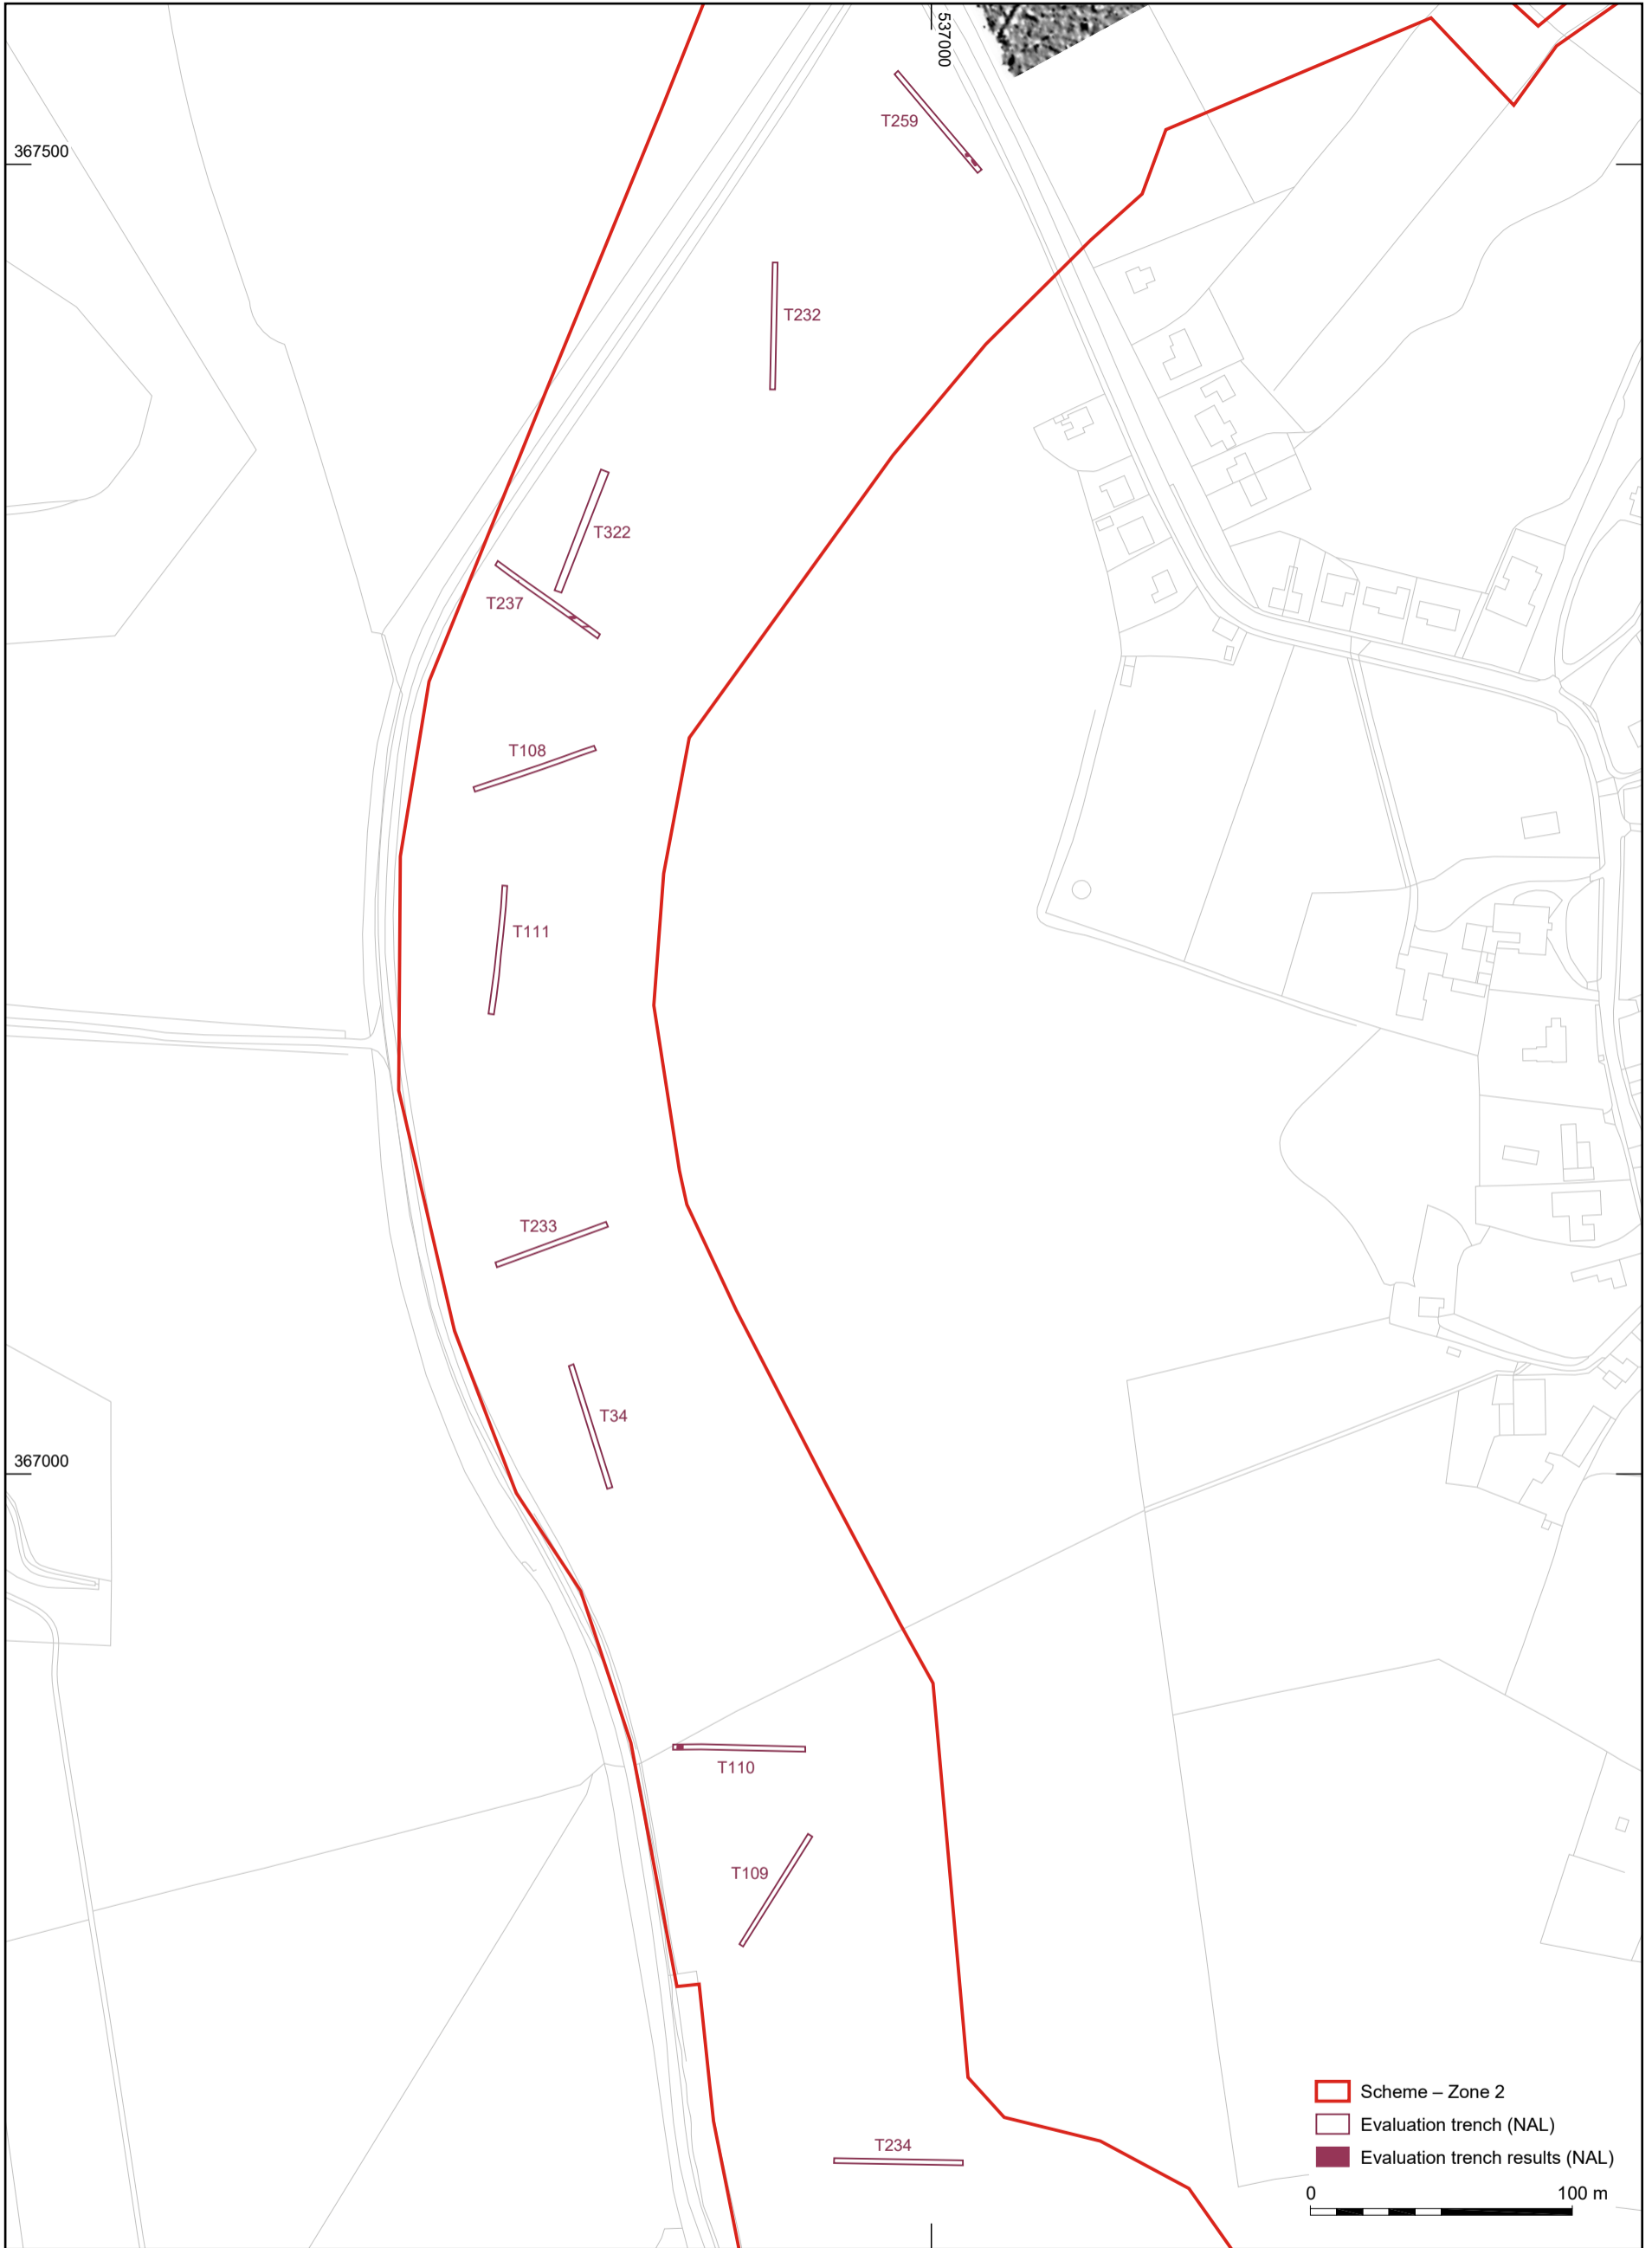 537000
T259
367500
T232
T322
T237
T108
T111
T233
T34
367000
T110
T109
Scheme – Zone 2
Evaluation trench (NAL)
T234
Evaluation trench results (NAL)
0 100 m